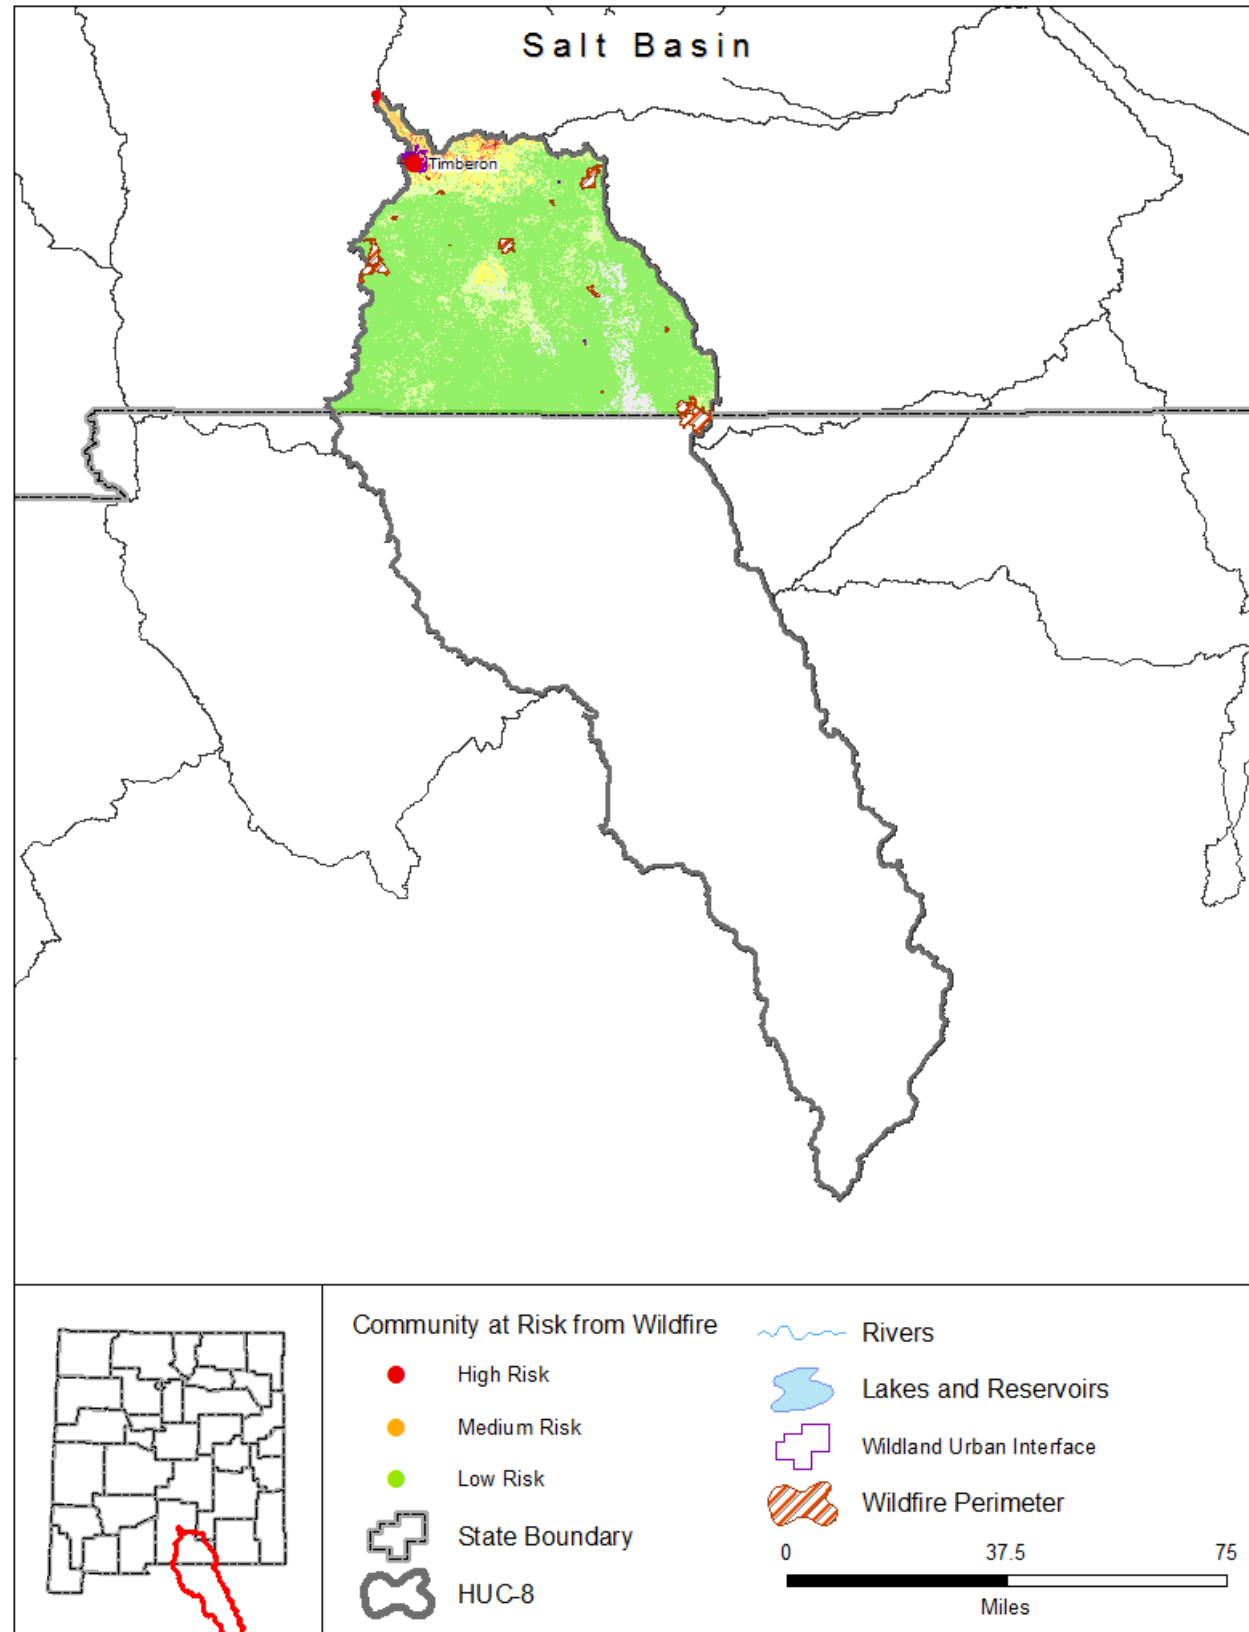 Salt Basin
Timberon
Community at Risk from Wildfire
High Risk
Medium Risk
Low Risk
State Boundary
HUC-8
Rivers
Lakes and Reservoirs
Wildland Urban Interface
Wildfire Perimeter
0 37.5 75
Miles